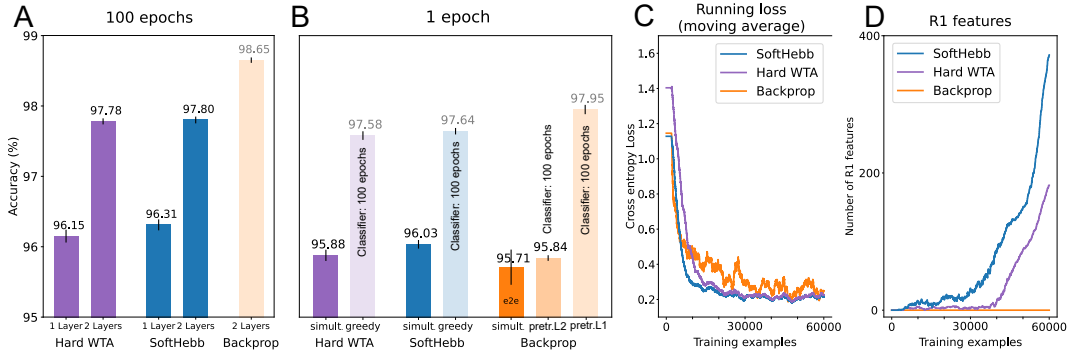 A
100 epochs
99
98
97
96
95
Accuracy (%)
96.15
97.78
96.31
97.80
98.65
1 Layer 2 Layers
1 Layer 2 Layers
2 Layers
Hard WTA
SoftHebb
Backprop
B
1 epoch
95.88
97.58
Classifier: 100 epochs
96.03
97.64
Classifier: 100 epochs
95.71
e2e
95.84
Classifier: 100 epochs
97.95
Classifier: 100 epochs
simult. greedy
simult. greedy
simult. pretr.L2 pretr.L1
Hard WTA
SoftHebb
Backprop
C
Running loss
(moving average)
SoftHebb
Hard WTA
Backprop
1.6
1.4
1.2
1.0
0.8
0.6
0.4
0.2
Cross entropy Loss
0
30000
60000
Training examples
D
R1 features
SoftHebb
Hard WTA
Backprop
400
200
0
Number of R1 features
0
30000
60000
Training examples